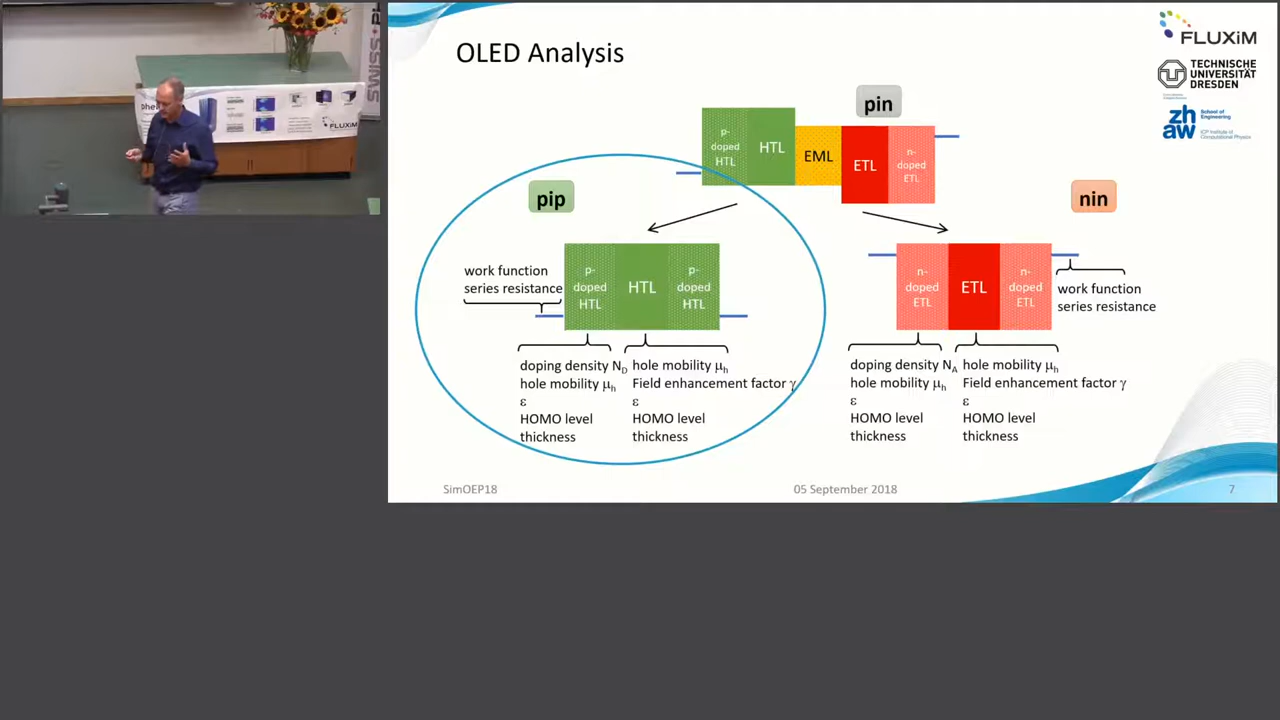 OLED Analysis
FLUXiM
TECHNISCHE
UNIVERSITÄT
DRESDEN
zh
aw
School of
Engineering
ICP Institute of
Computational Physics
pin
p-
doped
HTL
HTL
EML
ETL
n-
doped
ETL
pip
nin
work function
series resistance
p-
doped
HTL
HTL
p-
doped
HTL
n-
doped
ETL
ETL
n-
doped
ETL
work function
series resistance
doping density N_D
hole mobility μ_h
ε
HOMO level
thickness
hole mobility μ_h
Field enhancement factor γ
ε
HOMO level
thickness
doping density N_A
hole mobility μ_h
ε
HOMO level
thickness
hole mobility μ_h
Field enhancement factor γ
ε
HOMO level
thickness
SimOEP18
05 September 2018
7
FLUXiM